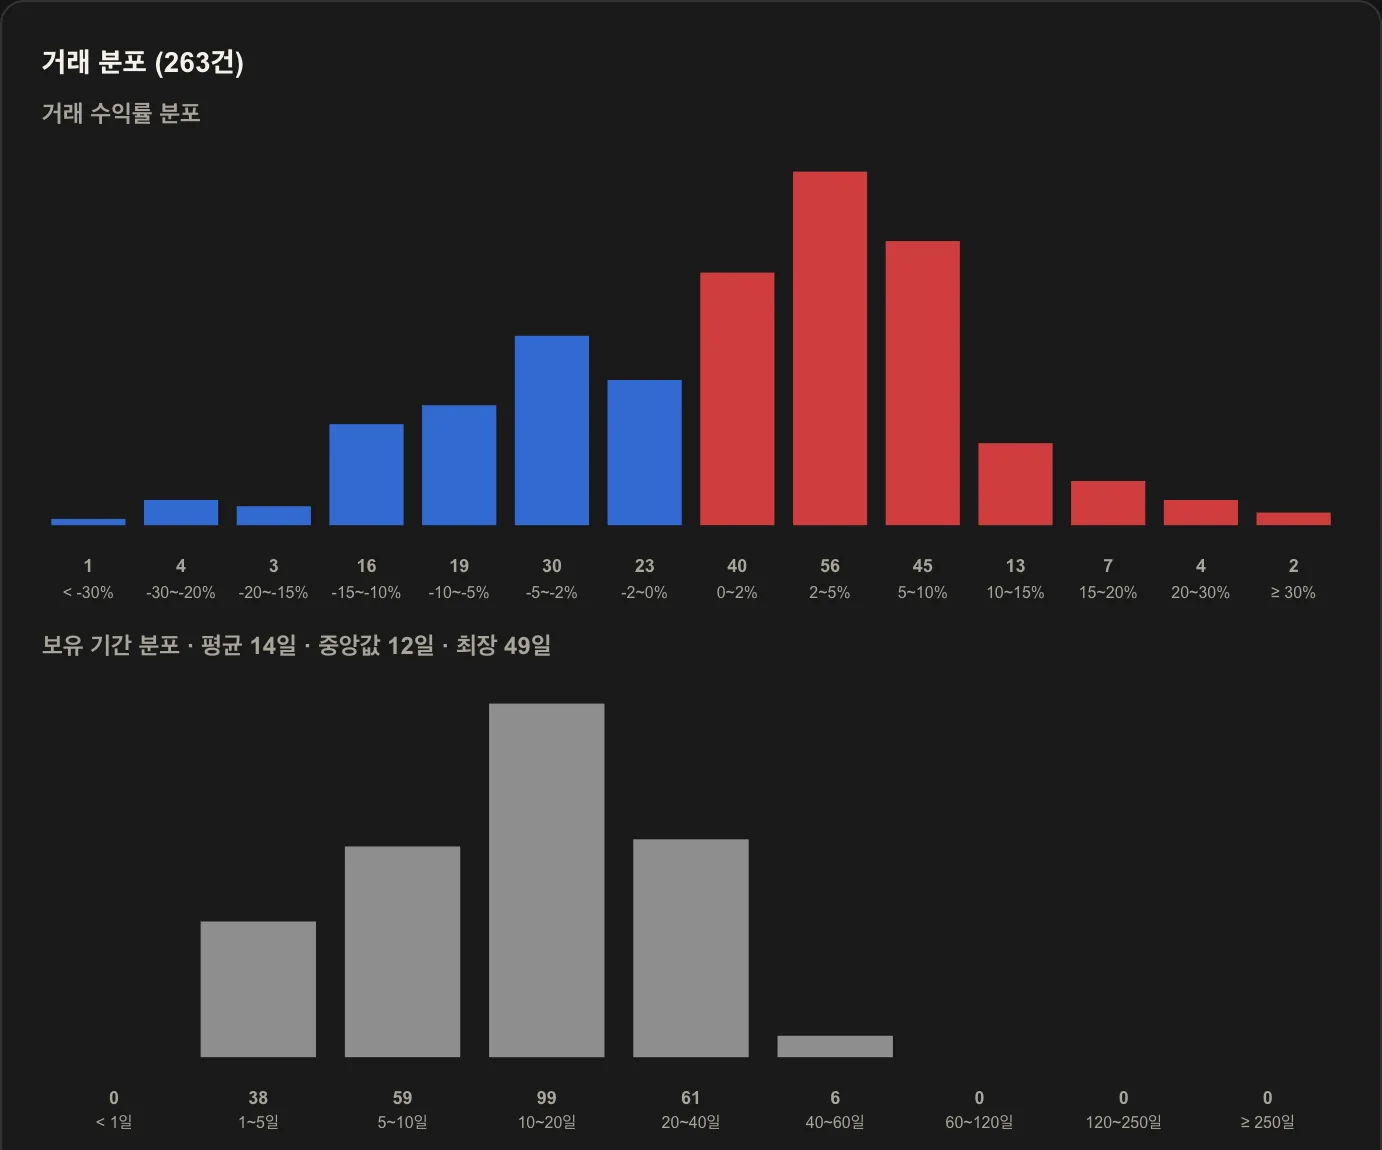 거래 분포 (263건)
거래 수익률 분포
1 4 3 16 19 30 23 40 56 45 13 7 4 2
< -30% -30~-20% -20~-15% -15~-10% -10~-5% -5~-2% -2~0% 0~2% 2~5% 5~10% 10~15% 15~20% 20~30% ≥ 30%
보유 기간 분포 · 평균 14일 · 중앙값 12일 · 최장 49일
0 38 59 99 61 6 0 0 0
< 1일 1~5일 5~10일 10~20일 20~40일 40~60일 60~120일 120~250일 ≥ 250일